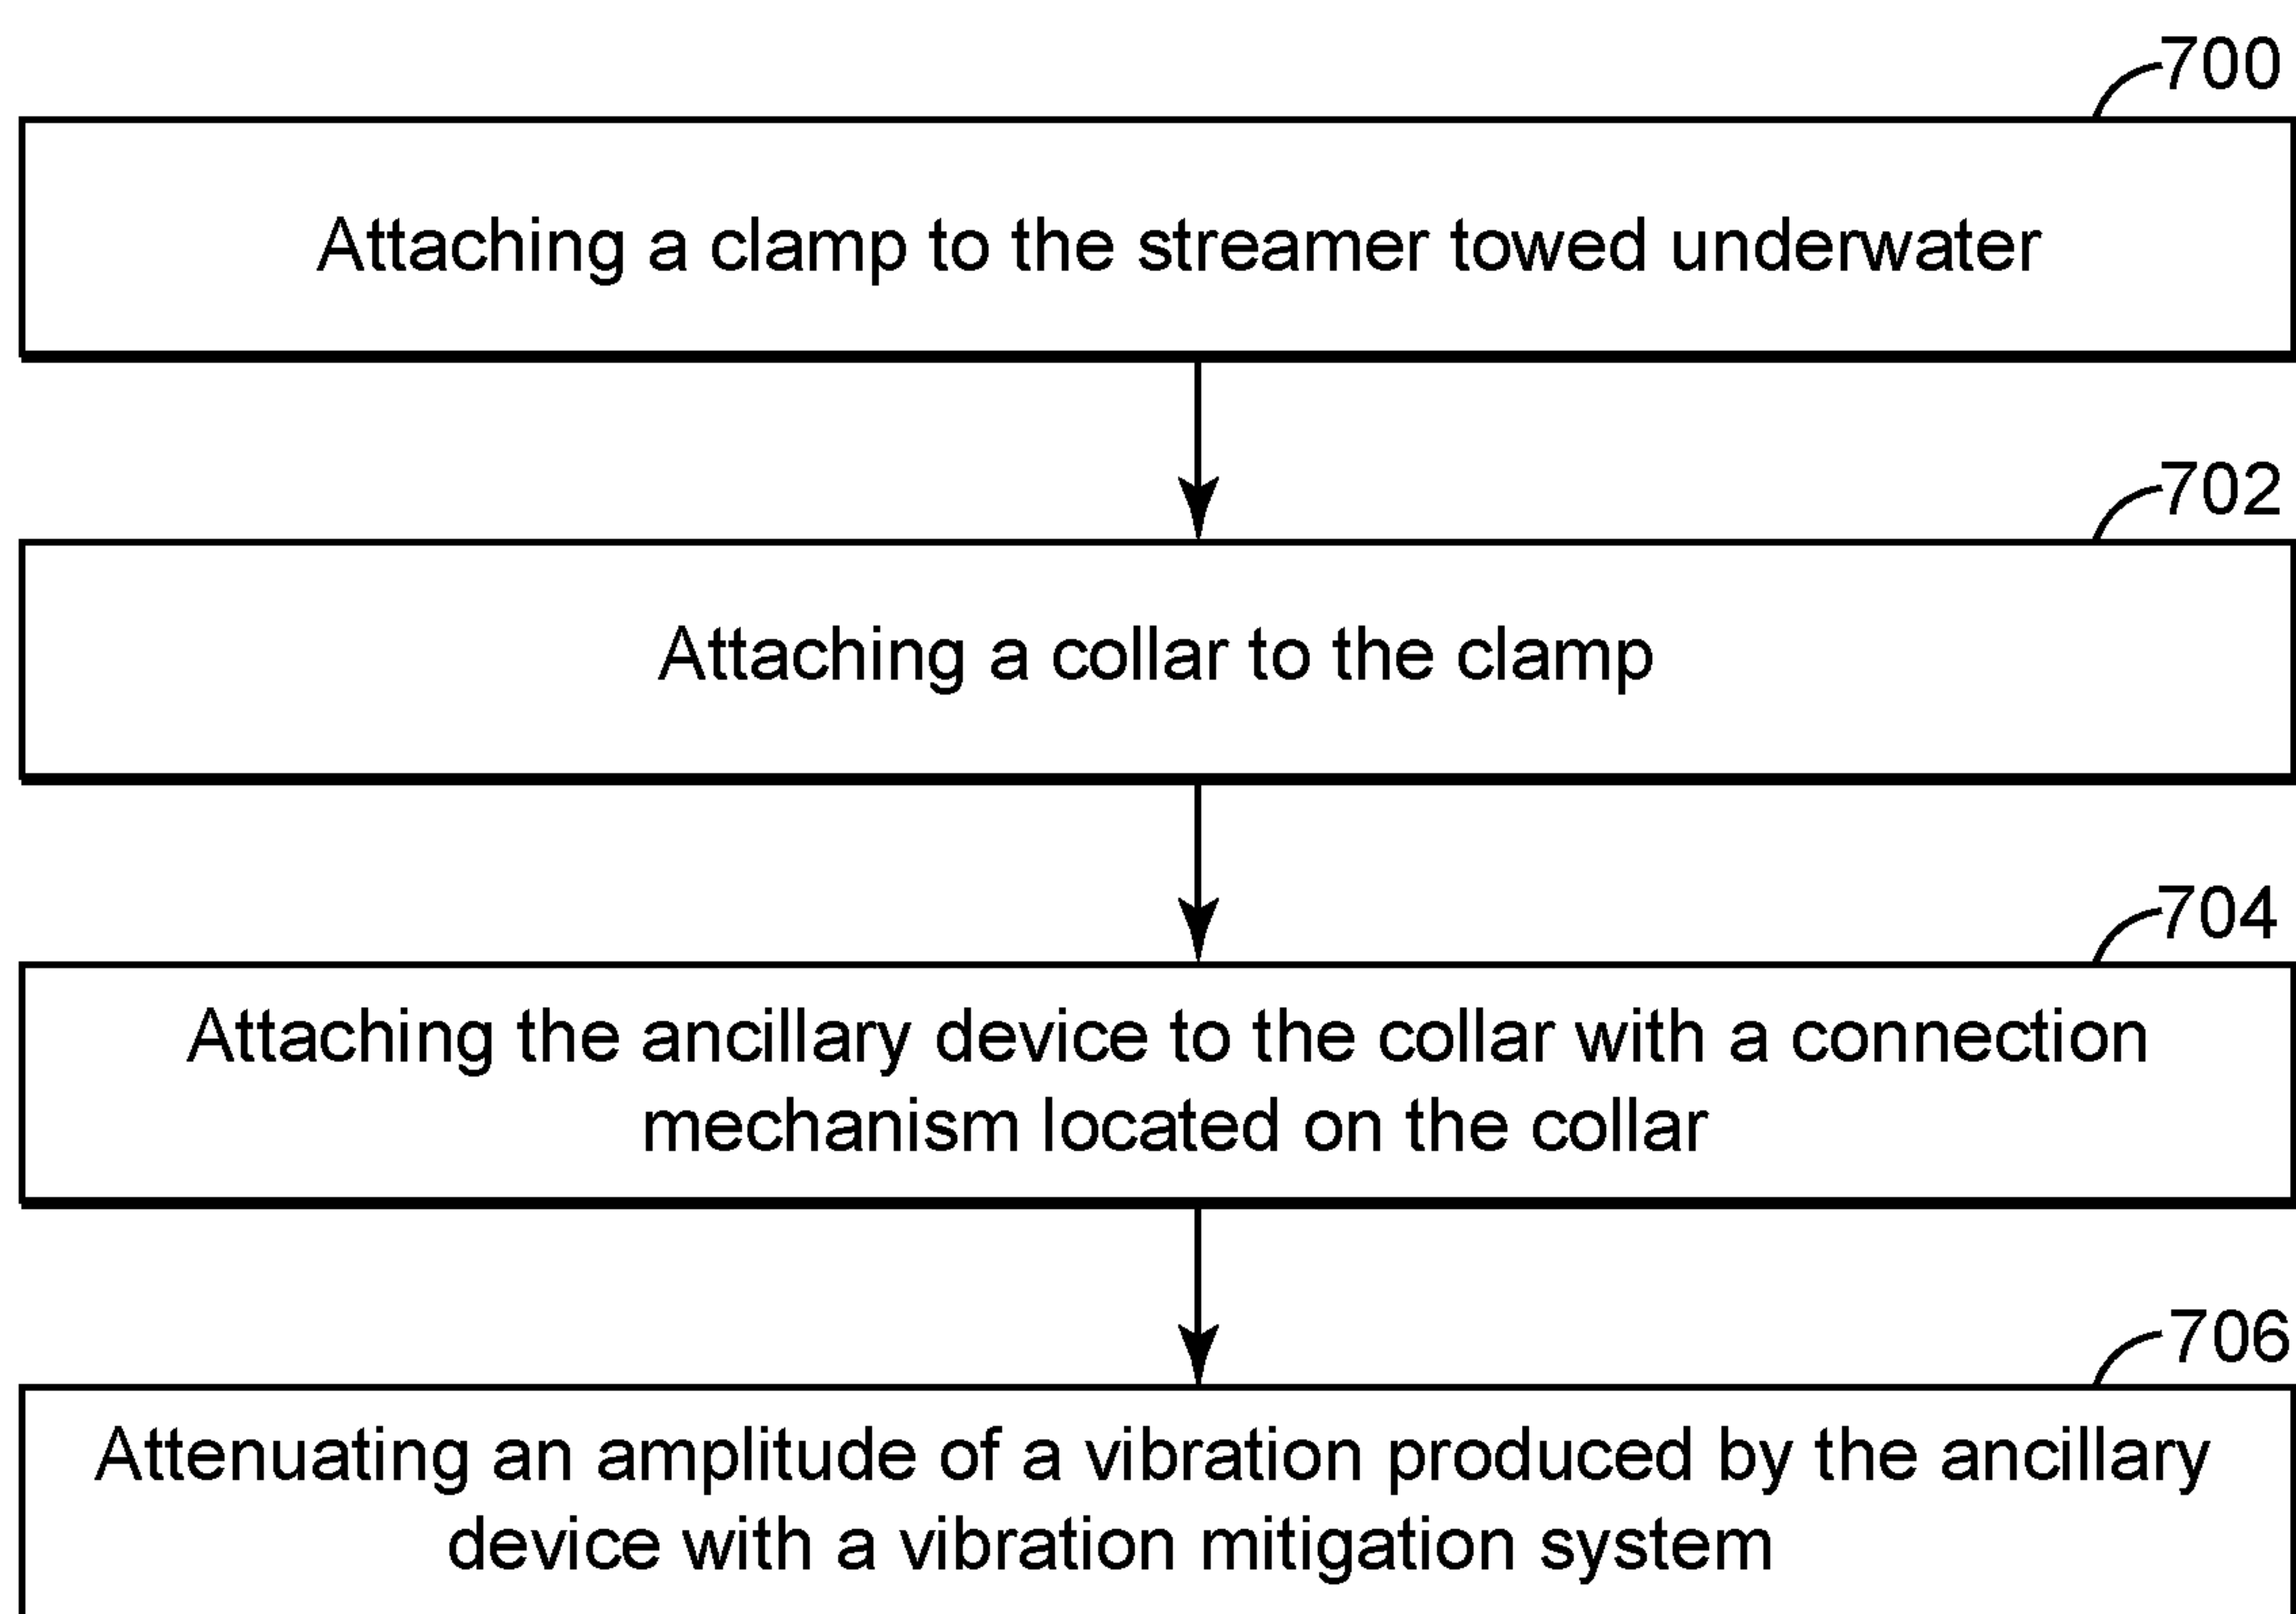 700
Attaching a clamp to the streamer towed underwater
702
Attaching a collar to the clamp
704
Attaching the ancillary device to the collar with a connection
mechanism located on the collar
706
Attenuating an amplitude of a vibration produced by the ancillary
device with a vibration mitigation system